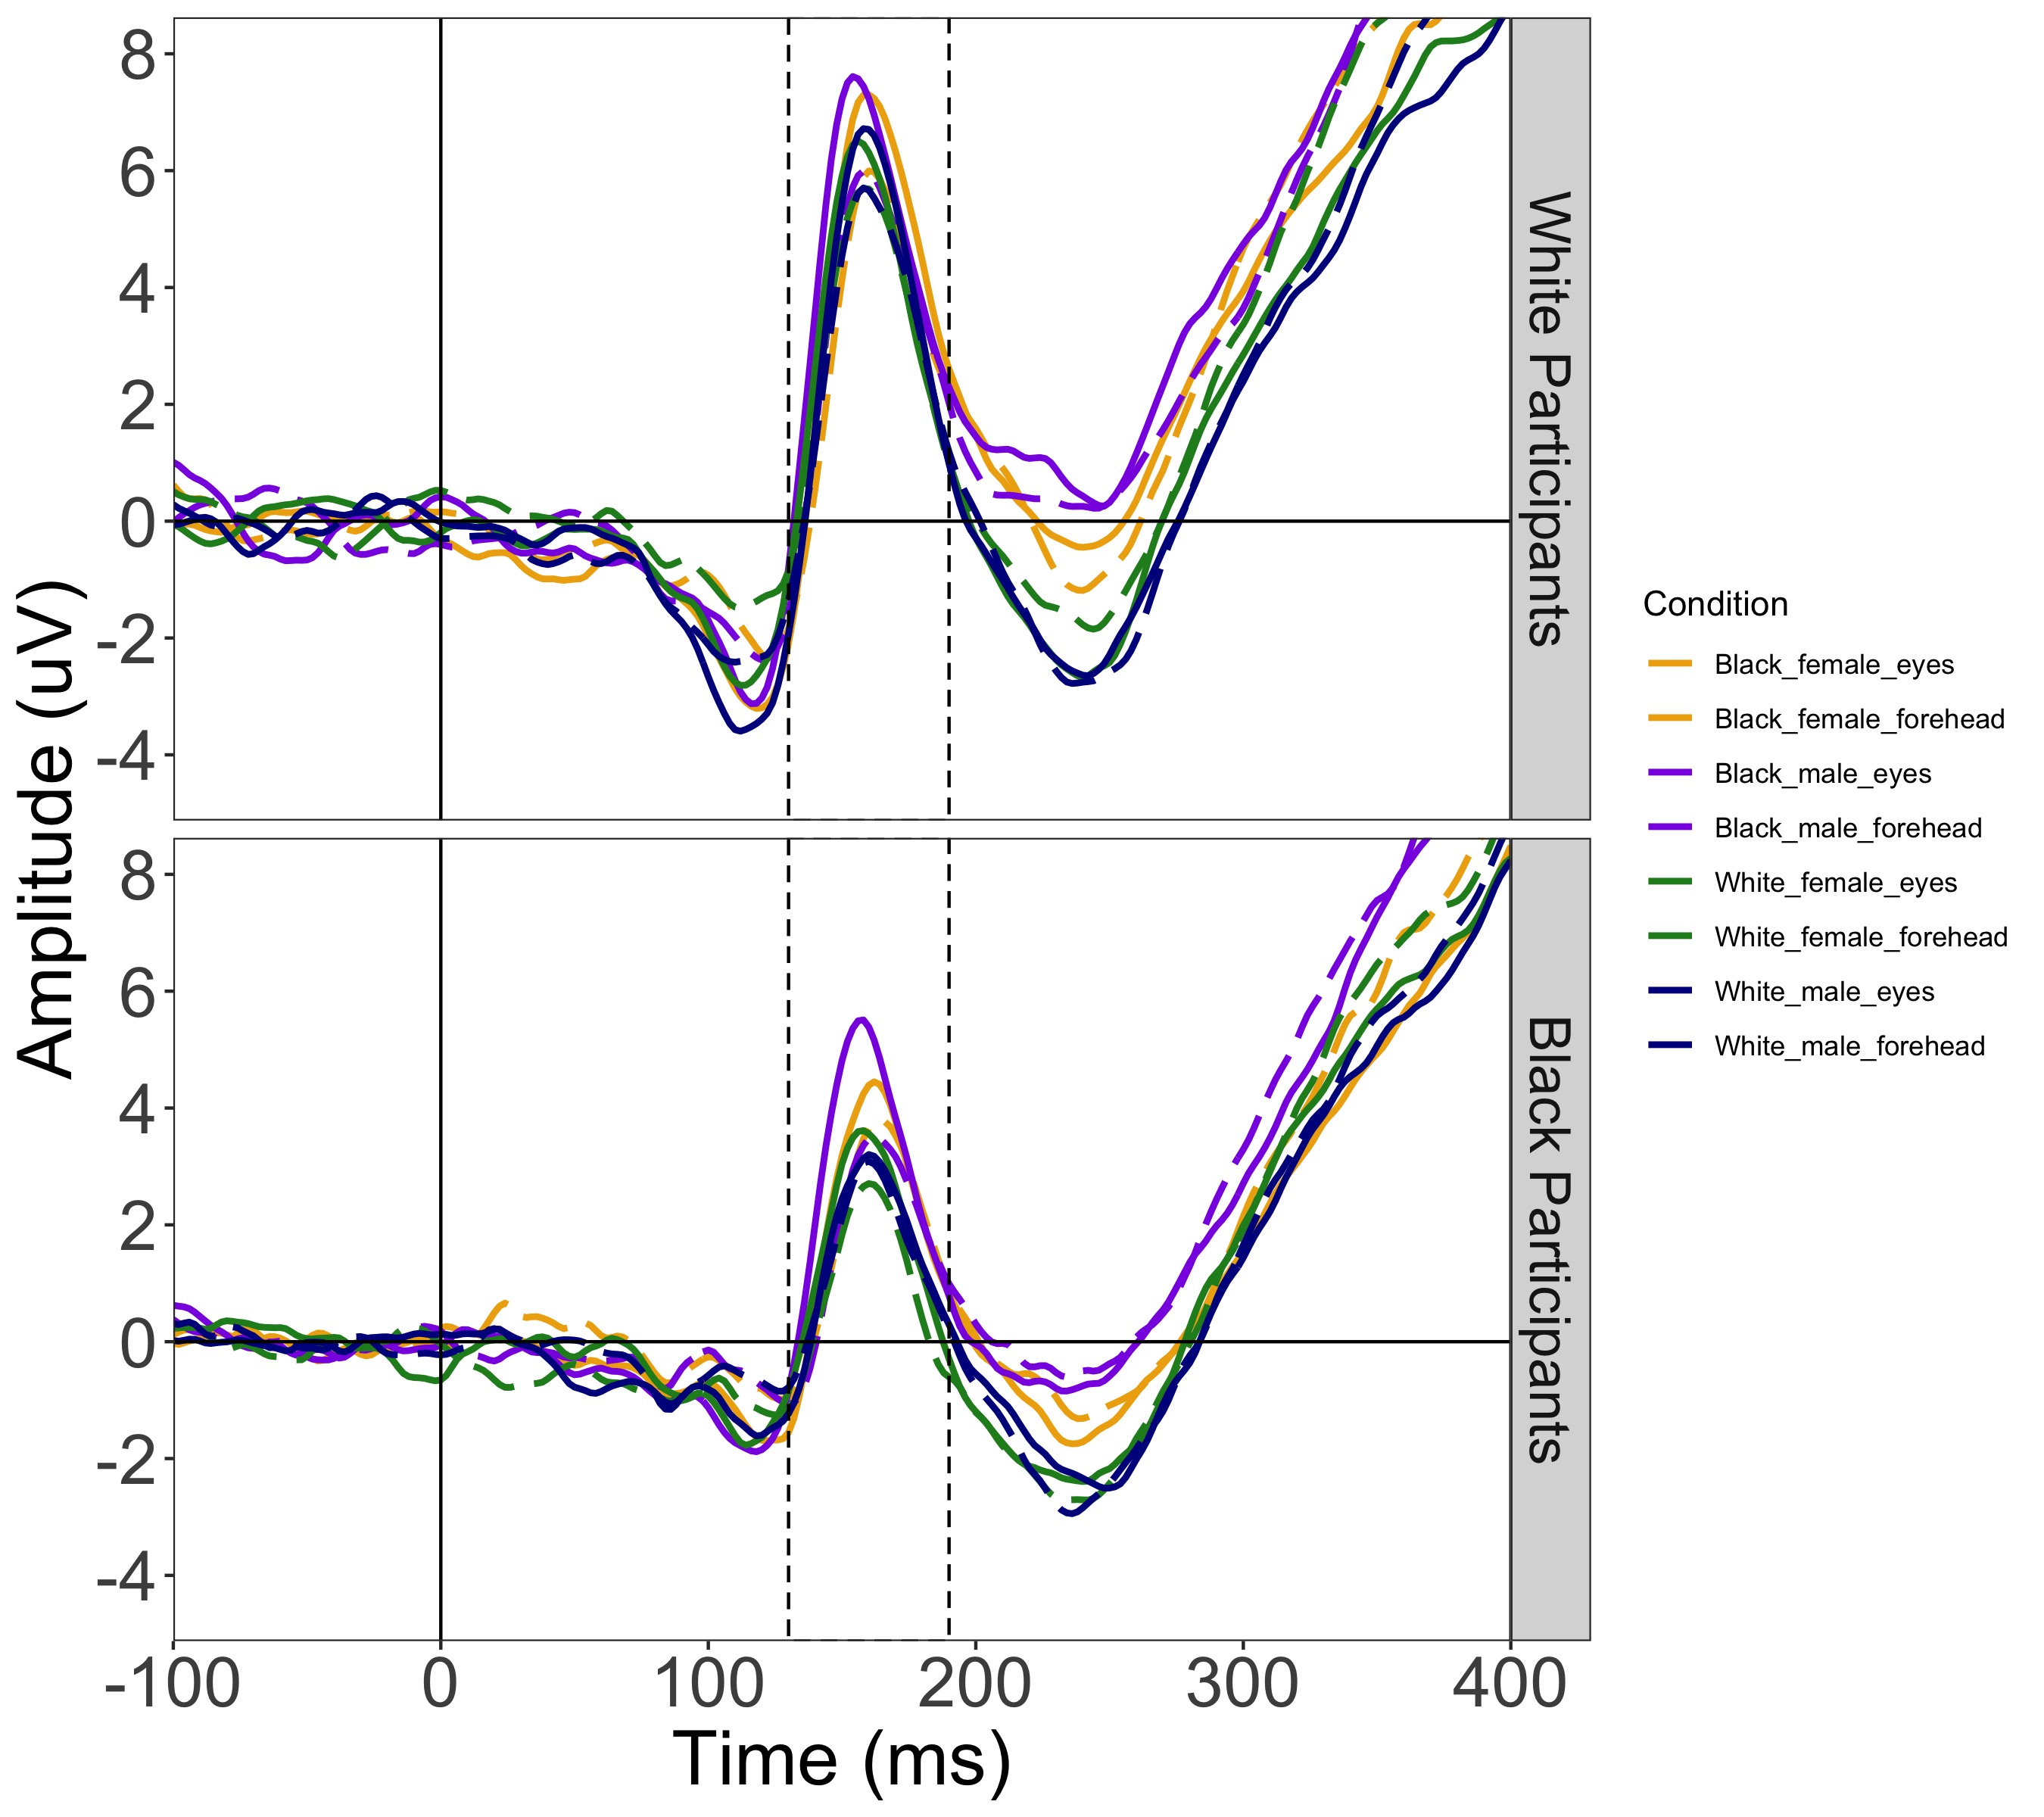 Amplitude (uV)
8
6
4
2
0
-2
-4
White Participants
8
6
4
2
0
-2
-4
Black Participants
-100 0 100 200 300 400
Time (ms)
Condition
Black_female_eyes
Black_female_forehead
Black_male_eyes
Black_male_forehead
White_female_eyes
White_female_forehead
White_male_eyes
White_male_forehead